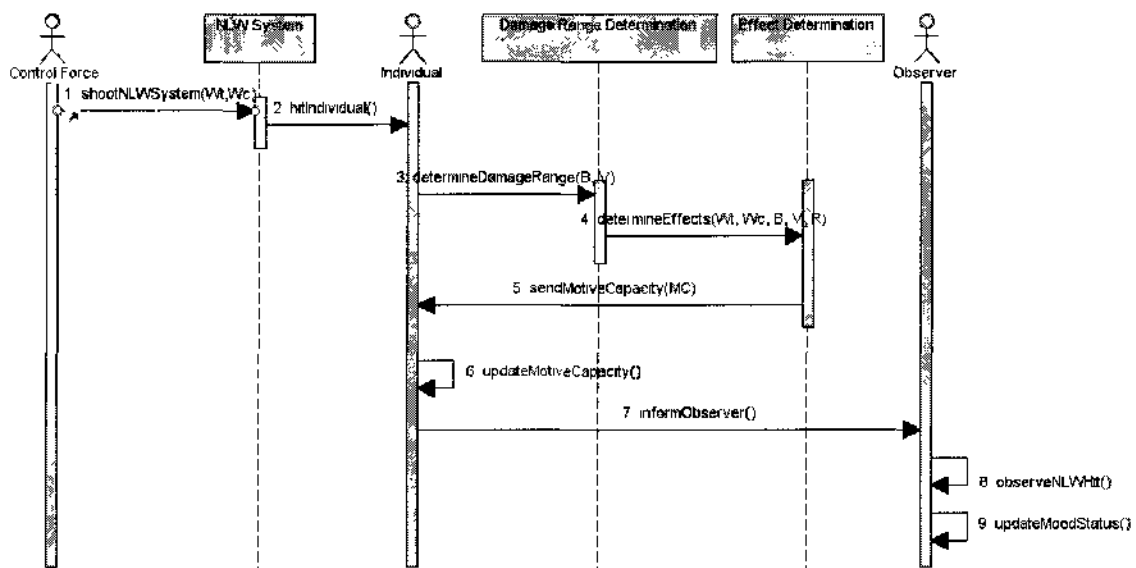 NLW System
Damage Range Determination
Effect Determination
Control Force
Individual
Observer
1 shootNLWSystem(Wt,Wc)
2 hitIndividual()
3. determineDamageRange(B, V)
4 determineEffects(Wt, Wc, B, V, R)
5 sendMotiveCapacity(MC)
6 updateMotiveCapacity()
7 informObserver()
8 observeNLWHit()
9 updateMoodStatus()